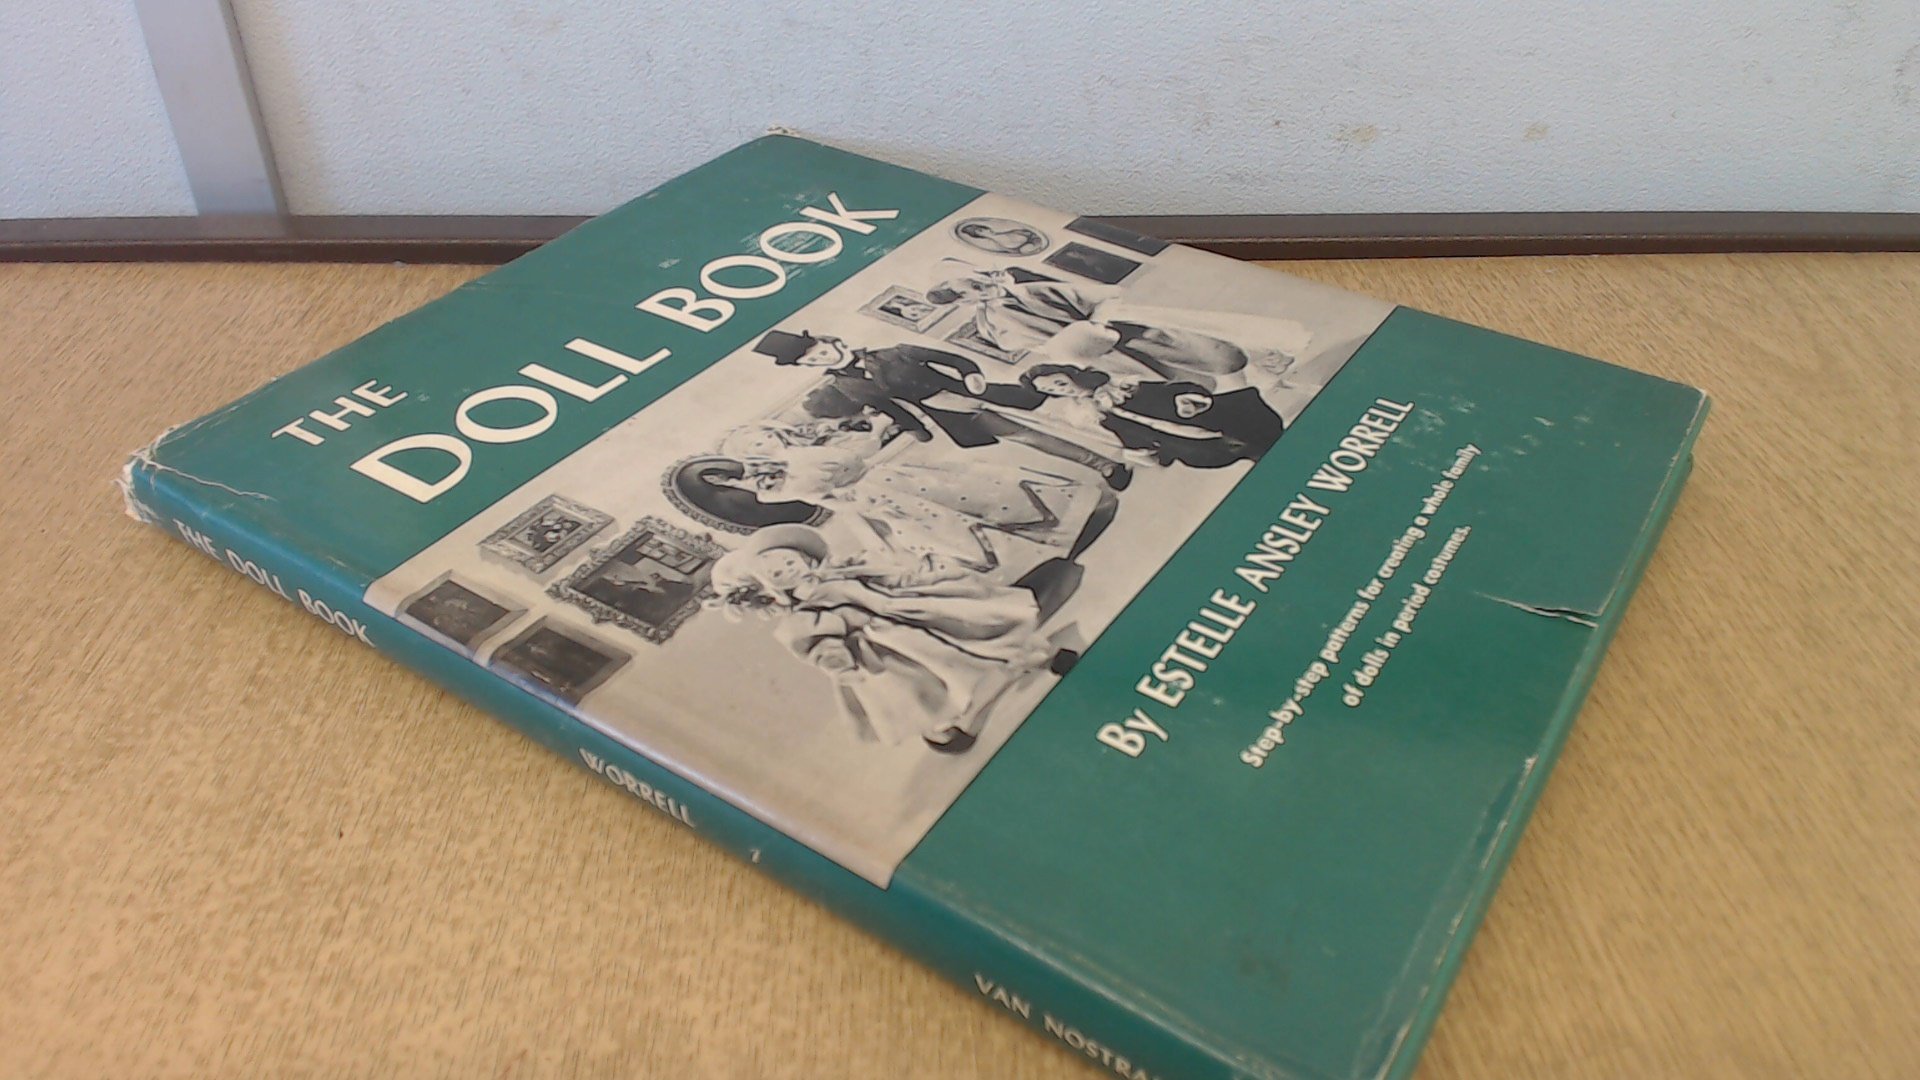 THE
DOLL BOOK
By ESTELLE ANSLEY WORRELL
Step-by-step patterns for creating a whole family
of dolls in period costumes.
THE DOLL BOOK
WORRELL
VAN